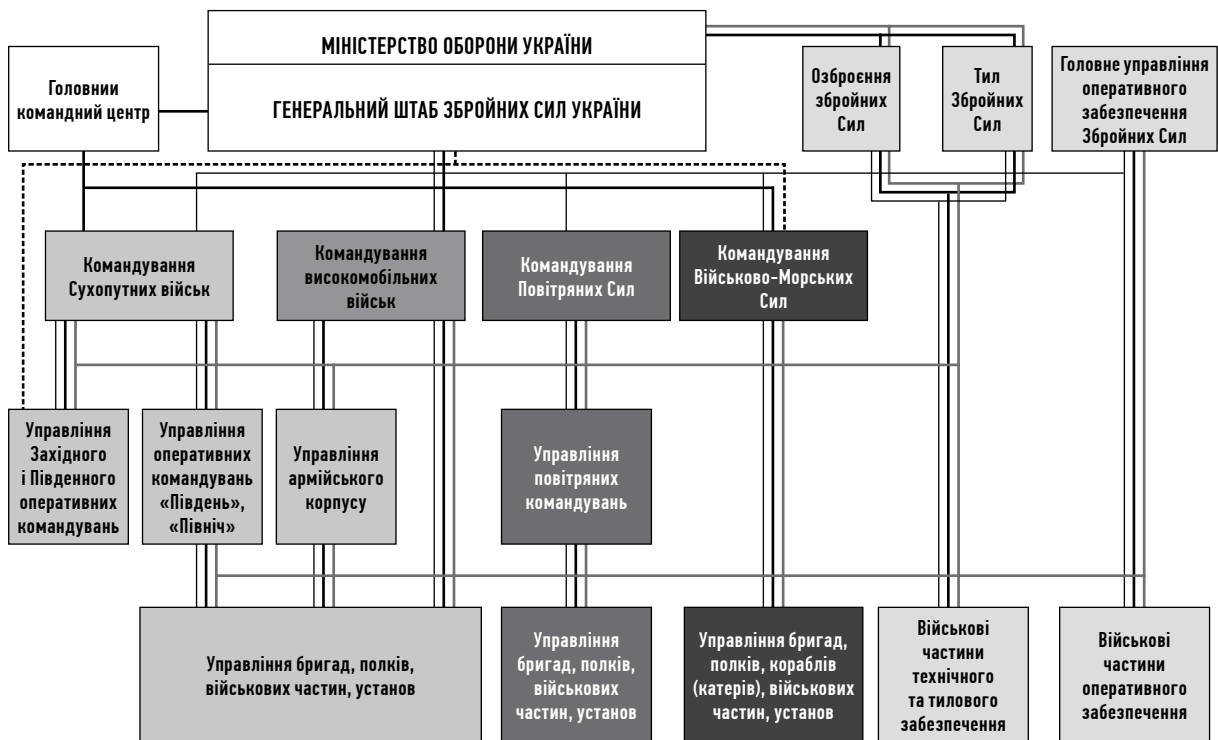 МІНІСТЕРСТВО ОБОРОНИ УКРАЇНИ
ГЕНЕРАЛЬНИЙ ШТАБ ЗБРОЙНИХ СИЛ УКРАЇНИ
Головнии
командний центр
Озброєння
збройних
Сил
Тил
Збройних
Сил
Головне управління
оперативного
забезпечення
Збройних Сил
Командування
Сухопутних військ
Командування
високомобільних
військ
Командування
Повітряних Сил
Командування
Військово-Морських
Сил
Управління
Західного
і Південного
оперативних
командувань
Управління
оперативних
командувань
«Південь»,
«Північ»
Управління
армійського
корпусу
Управління
повітряних
командувань
Управління бригад, полків,
військових частин, установ
Управління
бригад, полків,
військових
частин, установ
Управління бригад,
полків, кораблів
(катерів), військових
частин, установ
Військові
частини
технічного
та тилового
забезпечення
Військові
частини
оперативного
забезпечення